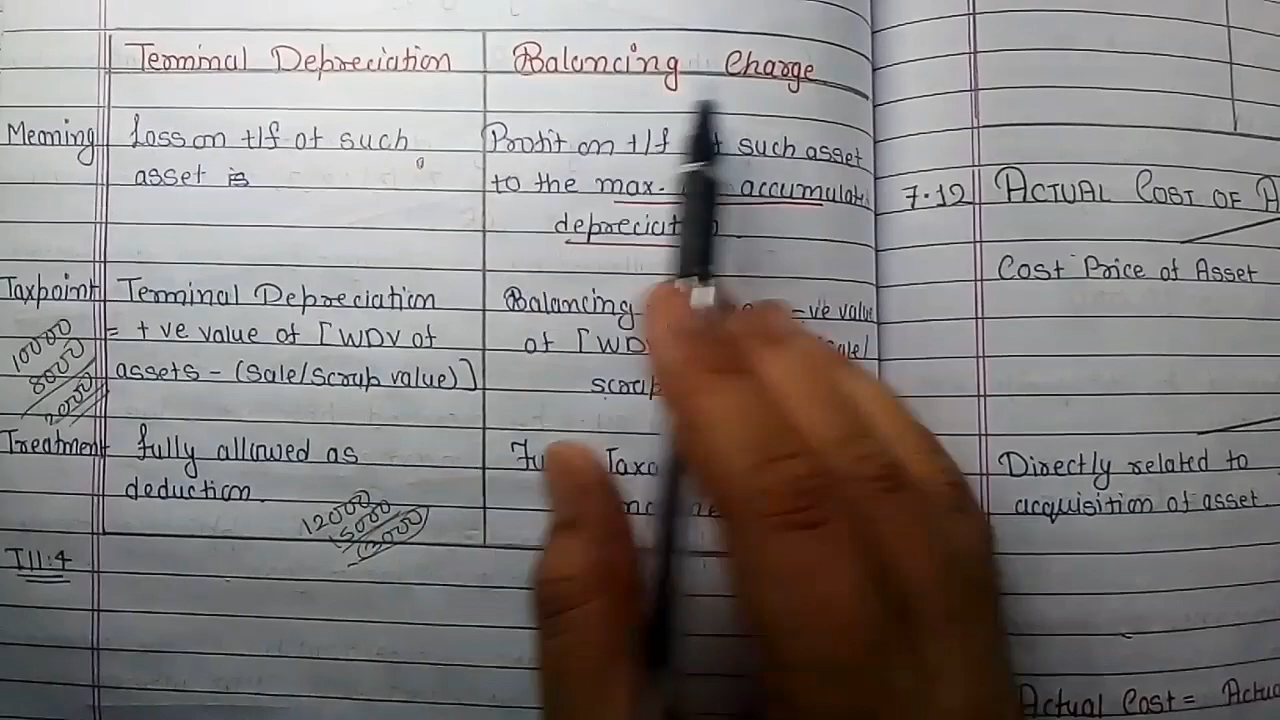 Terminal Depreciation
Balancing Charge
Meaning
Loss on t/f of such
asset is
Profit on t/f such asset
to the max. accumulate
depreciat
Taxpoint
Terminal Depreciation
= +ve value of [WDV of
assets - (Sale/scrap value)]
10000
8000
2000
Balancing -ve value
of [WDV
scrap
Treatment
fully allowed as
deduction
12000
15000
(3000)
Taxa
Ill:4
7.12 ACTUAL COST OF A
Cost Price of Asset
Directly related to
acquisition of asset
Actual Cost = Actua